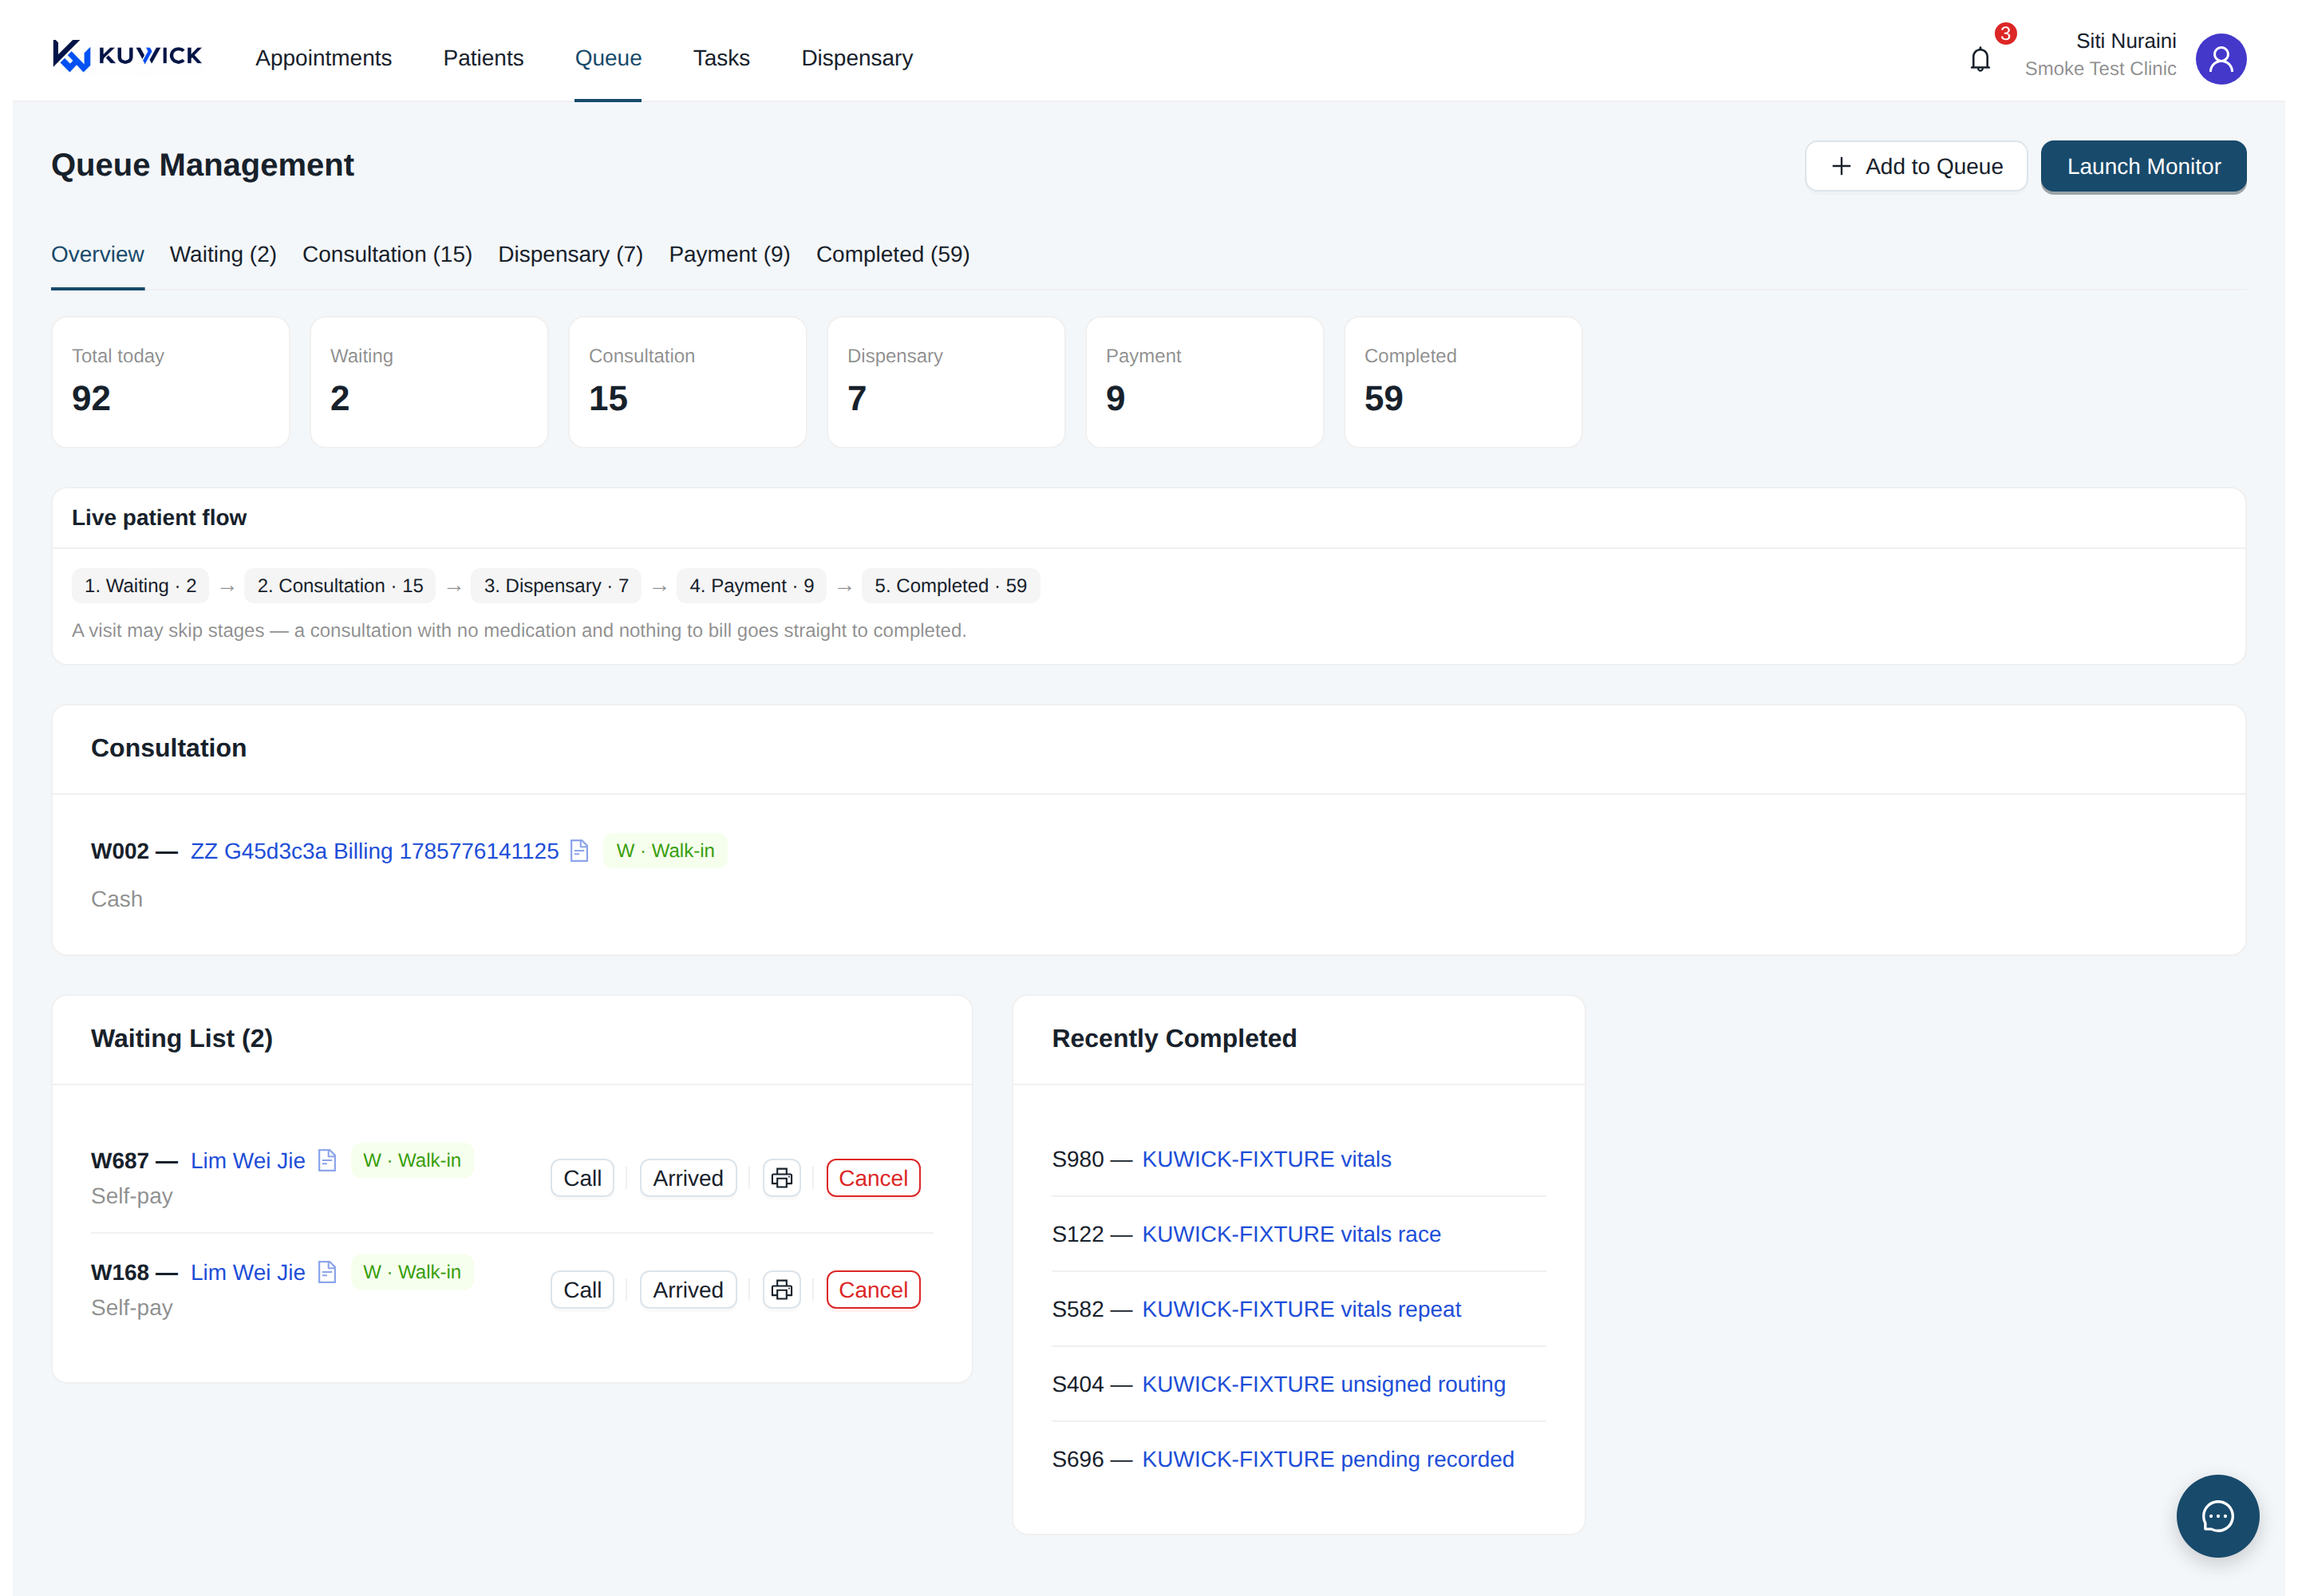 KUWICK
Appointments Patients Queue Tasks Dispensary
3
Siti Nuraini
Smoke Test Clinic
Queue Management
Add to Queue
Launch Monitor
Overview Waiting (2) Consultation (15) Dispensary (7) Payment (9) Completed (59)
Total today Waiting Consultation Dispensary Payment Completed
92 2 15 7 9 59
Live patient flow
1. Waiting · 2 → 2. Consultation · 15 → 3. Dispensary · 7 → 4. Payment · 9 → 5. Completed · 59
A visit may skip stages — a consultation with no medication and nothing to bill goes straight to completed.
Consultation
W002 — ZZ G45d3c3a Billing 1785776141125 W · Walk-in
Cash
Waiting List (2)
W687 — Lim Wei Jie W · Walk-in
Self-pay
Call Arrived Cancel
W168 — Lim Wei Jie W · Walk-in
Self-pay
Call Arrived Cancel
Recently Completed
S980 — KUWICK-FIXTURE vitals
S122 — KUWICK-FIXTURE vitals race
S582 — KUWICK-FIXTURE vitals repeat
S404 — KUWICK-FIXTURE unsigned routing
S696 — KUWICK-FIXTURE pending recorded